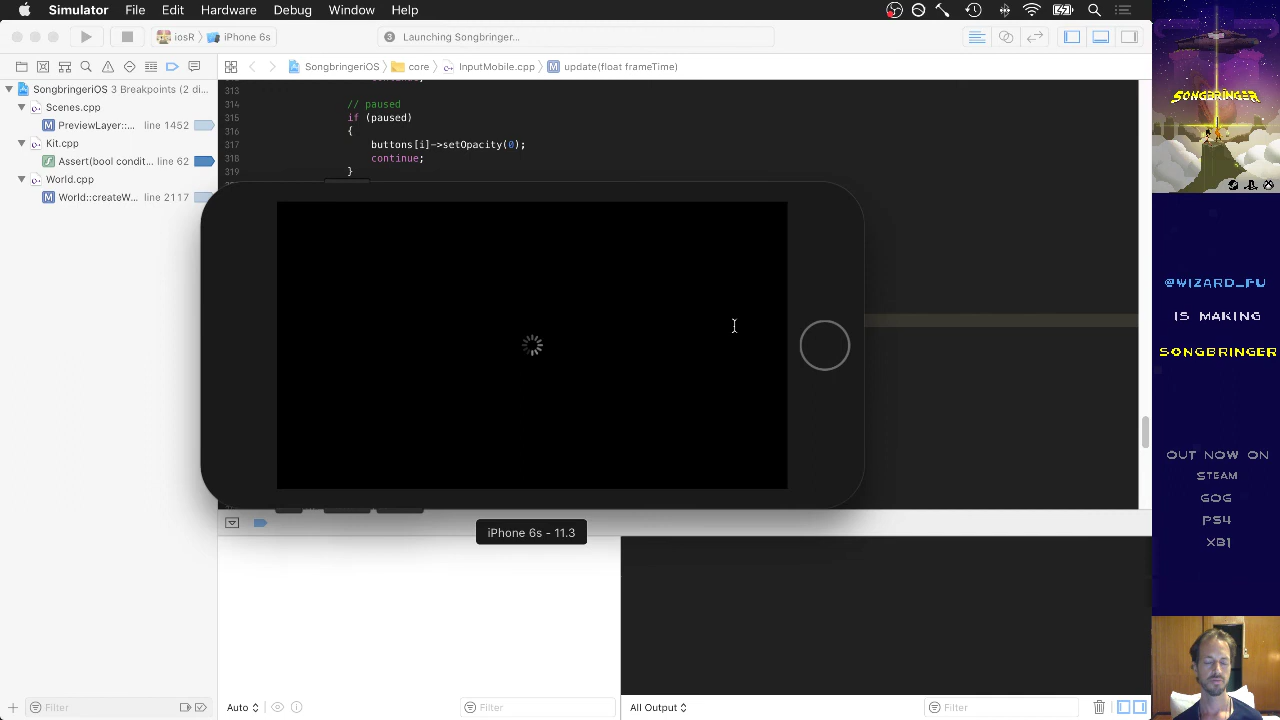 Simulator File Edit Hardware Debug Window Help
iosR iPhone 6s 3 Launching Songbringer...
SongbringeriOS core InputMobile.cpp M update(float frameTime)
SongbringeriOS 3 Breakpoints (2 di...
Scenes.cpp
M PreviewLayer::... line 1452
Kit.cpp
Assert(bool condit... line 62
World.cpp
M World::createW... line 2117
313
314 // paused
315 if (paused)
316 {
317 buttons[i]->setOpacity(0);
318 continue;
319 }
iPhone 6s - 11.3
Filter
Auto
Filter
All Output
Filter
SONGBRINGER
@WIZARD_FU
IS MAKING
SONGBRINGER
OUT NOW ON
STEAM
GOG
PS4
XB1